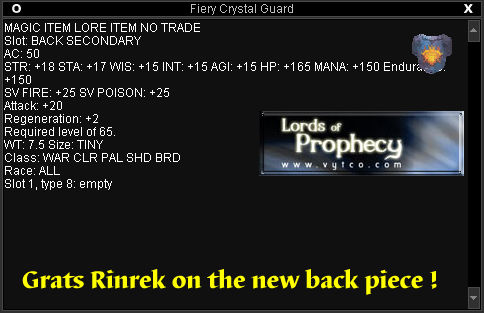 O Fiery Crystal Guard X
MAGIC ITEM LORE ITEM NO TRADE
Slot: BACK SECONDARY
AC: 50
STR: +18 STA: +17 WIS: +15 INT: +15 AGI: +15 HP: +165 MANA: +150 Endurance:
+150
SV FIRE: +25 SV POISON: +25
Attack: +20
Regeneration: +2
Required level of 65.
WT: 7.5 Size: TINY
Class: WAR CLR PAL SHD BRD
Race: ALL
Slot 1, type 8: empty
Lords of
Prophecy
www.vytco.com
Grats Rinrek on the new back piece !